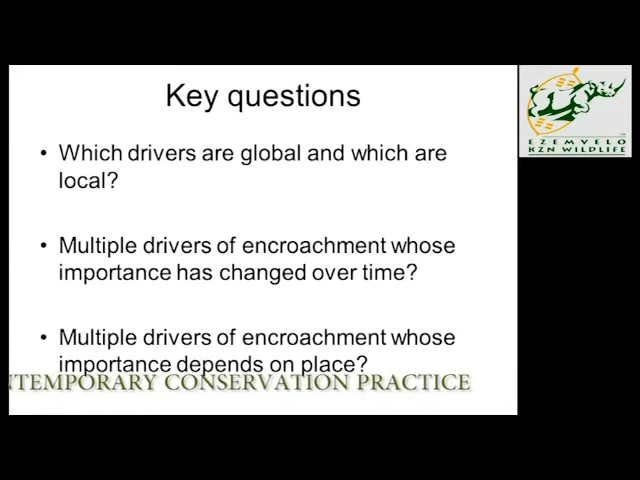 Key questions
• Which drivers are global and which are
local?
• Multiple drivers of encroachment whose
importance has changed over time?
• Multiple drivers of encroachment whose
importance depends on place?
NTEMPORARY CONSERVATION PRACTICE
EZEMVELO
KZN WILDLIFE